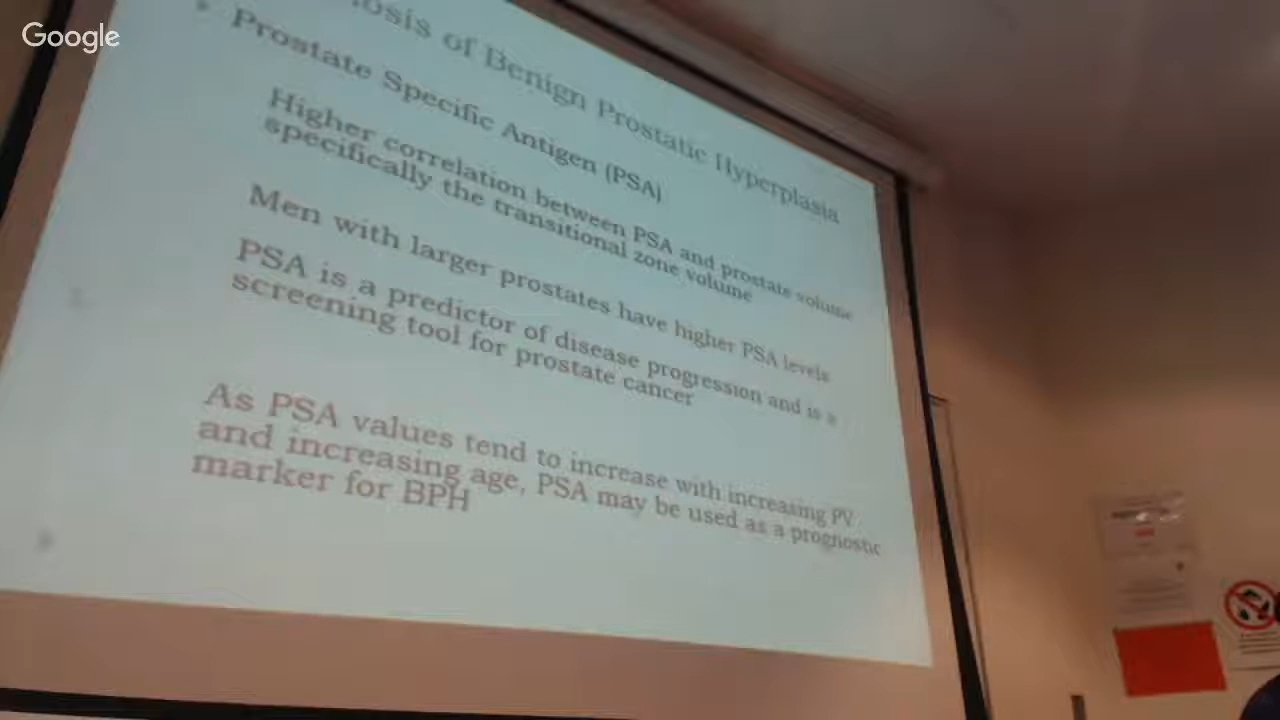 Google
osis of Benign Prostatic Hyperplasia
• Prostate Specific Antigen (PSA)
Higher correlation between PSA and prostate volume
specifically the transitional zone volume
Men with larger prostates have higher PSA levels
PSA is a predictor of disease progression and is a
screening tool for prostate cancer
As PSA values tend to increase with increasing PV
and increasing age, PSA may be used as a prognostic
marker for BPH